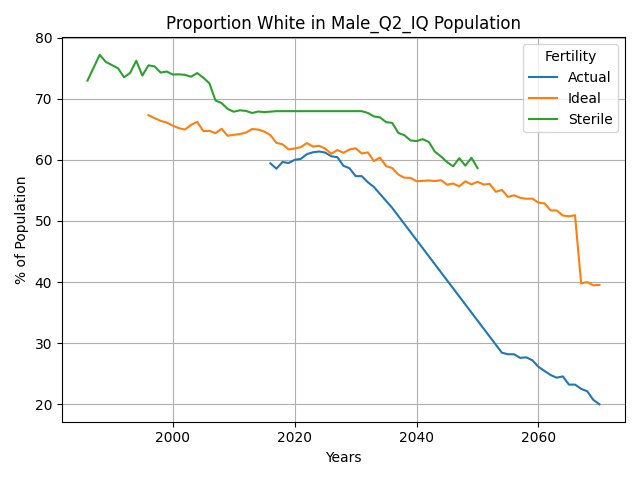 Proportion White in Male_Q2_IQ Population
80
70
60
50
40
30
20
% of Population
Fertility
Actual
Ideal
Sterile
2000 2020 2040 2060
Years